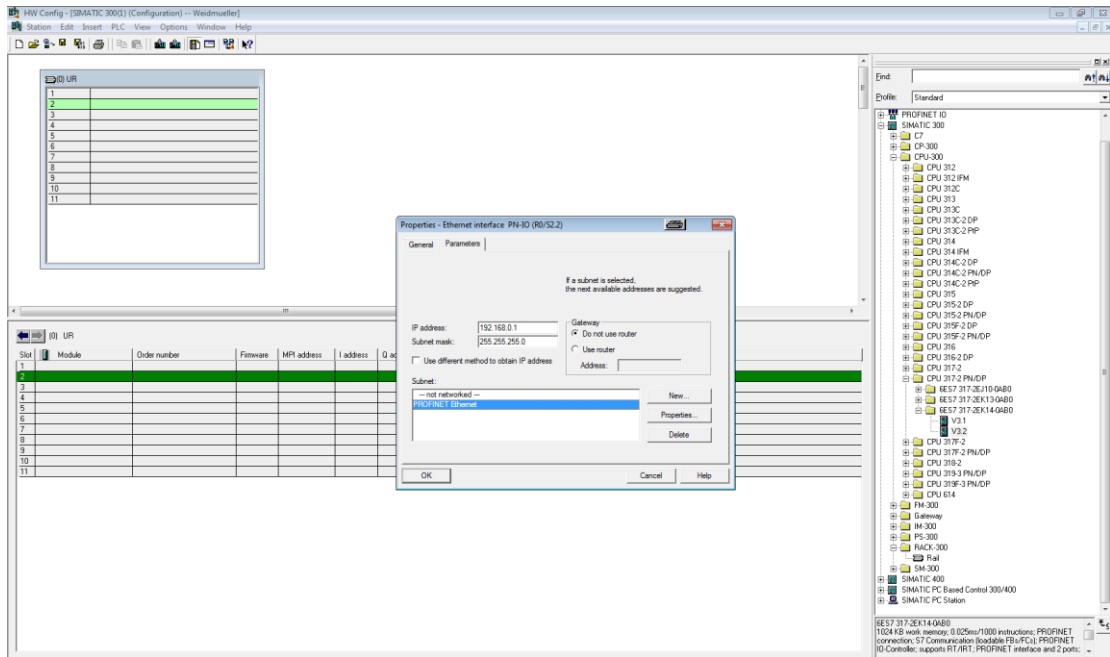 HW Config - [SIMATIC 300(1) (Configuration) -- Weidmueller]
Station Edit Insert PLC View Options Window Help
(0) UR
1
2
3
4
5
6
7
8
9
10
11
Properties - Ethernet interface PN-IO (R0/S2.2)
General Parameters
If a subnet is selected,
the next available addresses are suggested.
IP address: 192.168.0.1
Subnet mask: 255.255.255.0
Use different method to obtain IP address
Gateway
Do not use router
Use router
Address:
Subnet:
--- not networked ---
PROFINET Ethernet
New...
Properties...
Delete
OK Cancel Help
(0) UR
Slot Module Order number Firmware MPI address I address
1
2
3
4
5
6
7
8
9
10
11
Find:
Profile: Standard
PROFINET IO
SIMATIC 300
C7
CP-300
CPU-300
CPU 312
CPU 312 IFM
CPU 312C
CPU 313
CPU 313C
CPU 313C-2 DP
CPU 313C-2 PtP
CPU 314
CPU 314 IFM
CPU 314C-2 DP
CPU 314C-2 PN/DP
CPU 314C-2 PtP
CPU 315
CPU 315-2 DP
CPU 315-2 PN/DP
CPU 315F-2 DP
CPU 315F-2 PN/DP
CPU 316
CPU 316-2 DP
CPU 317-2
CPU 317-2 PN/DP
6ES7 317-2EJ10-0AB0
6ES7 317-2EK13-0AB0
6ES7 317-2EK14-0AB0
V3.1
V3.2
CPU 317F-2
CPU 317F-2 PN/DP
CPU 318-2
CPU 319-3 PN/DP
CPU 319F-3 PN/DP
CPU 614
FM-300
Gateway
IM-300
PS-300
RACK-300
Rail
SM-300
SIMATIC 400
SIMATIC PC Based Control 300/400
SIMATIC PC Station
6ES7 317-2EK14-0AB0
1024 KB work memory; 0.025ms/1000 instructions; PROFINET
connection; S7 Communication (loadable FBs/FCs); PROFINET
IO-Controller; supports RT/IRT; PROFINET interface and 2 ports;